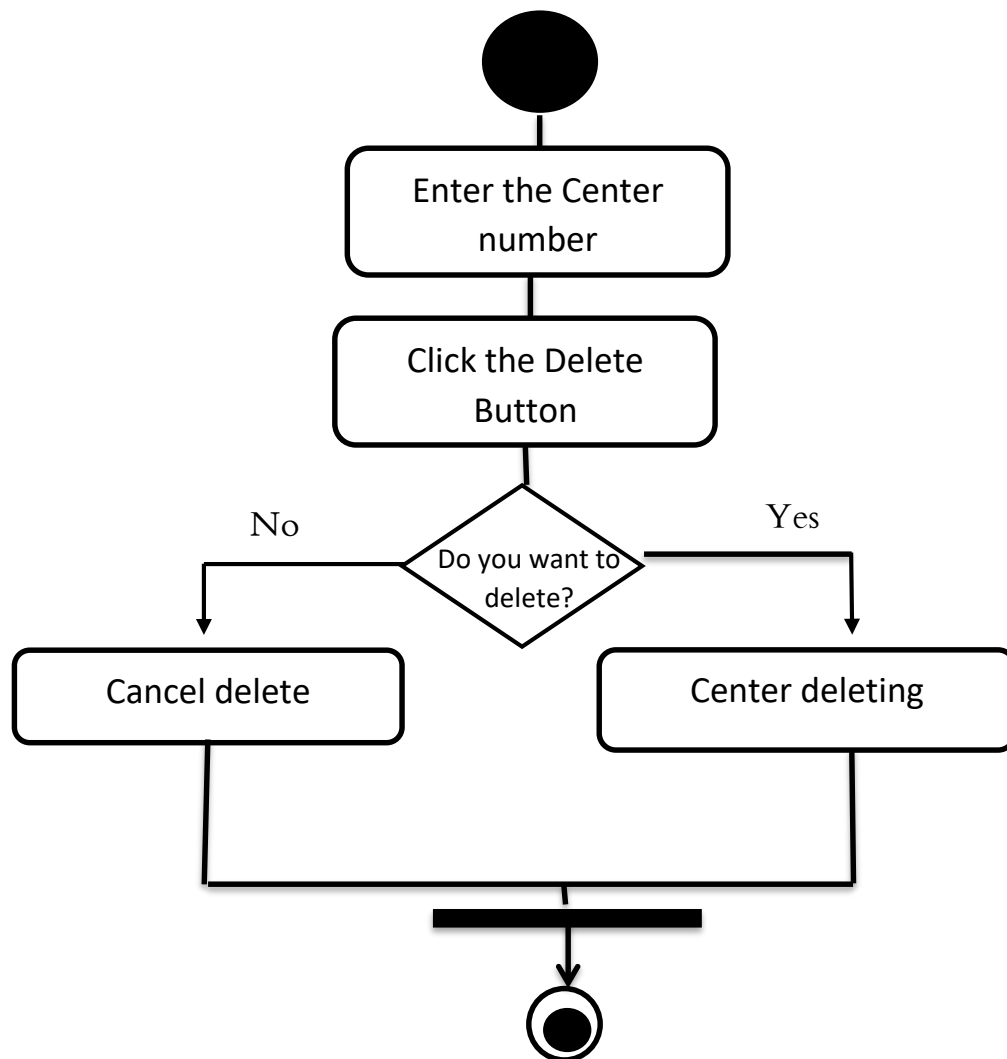 Enter the Center
number
Click the Delete
Button
No
Yes
Do you want to
delete?
Cancel delete
Center deleting